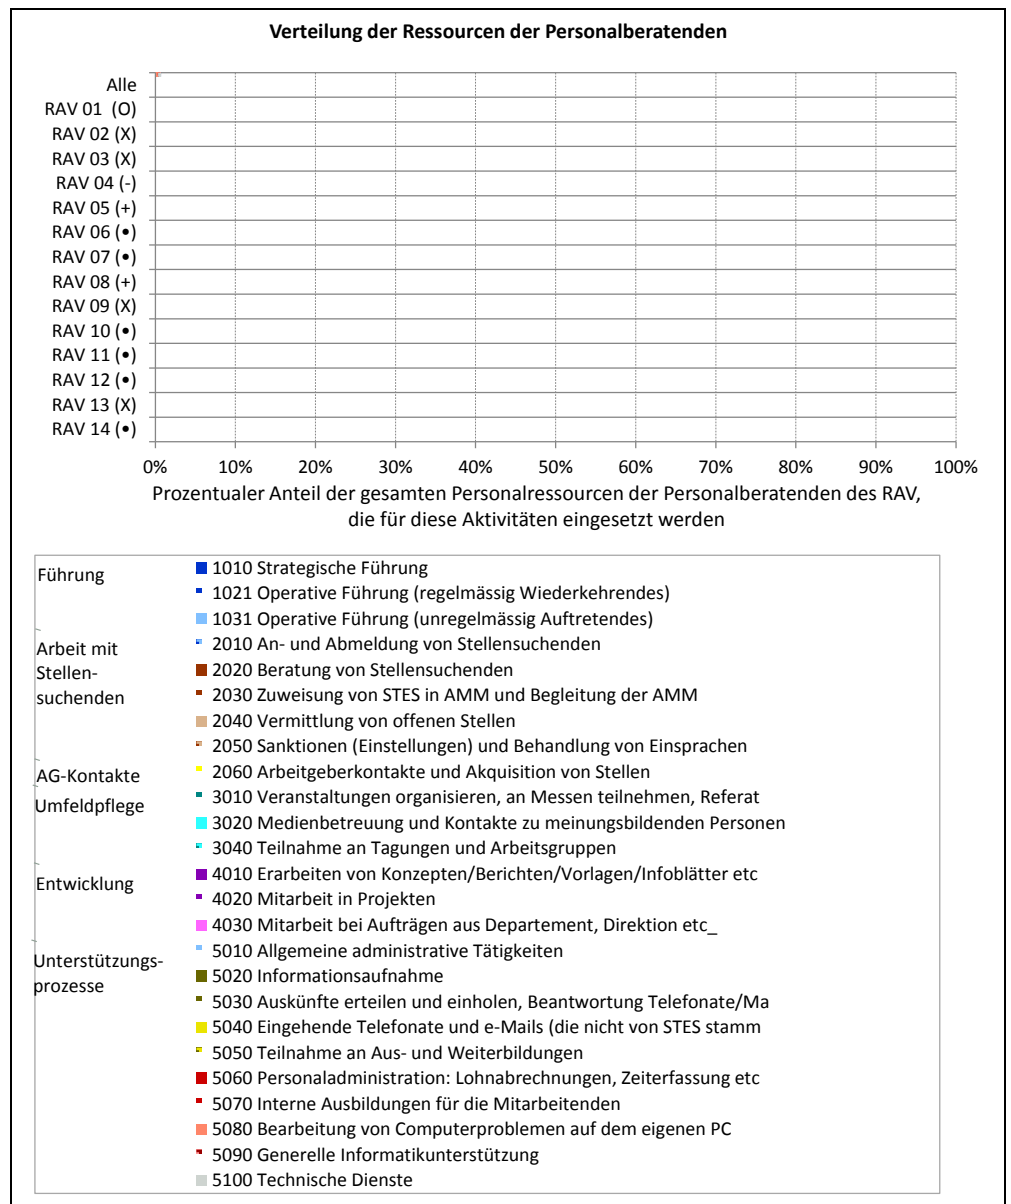 Verteilung der Ressourcen der Personalberatenden
Alle
RAV 01 (O)
RAV 02 (X)
RAV 03 (X)
RAV 04 (-)
RAV 05 (+)
RAV 06 (•)
RAV 07 (•)
RAV 08 (+)
RAV 09 (X)
RAV 10 (•)
RAV 11 (•)
RAV 12 (•)
RAV 13 (X)
RAV 14 (•)
0% 10% 20% 30% 40% 50% 60% 70% 80% 90% 100%
Prozentualer Anteil der gesamten Personalressourcen der Personalberatenden des RAV,
die für diese Aktivitäten eingesetzt werden
Führung
1010 Strategische Führung
1021 Operative Führung (regelmässig Wiederkehrendes)
1031 Operative Führung (unregelmässig Auftretendes)
Arbeit mit
Stellen-
suchenden
2010 An- und Abmeldung von Stellensuchenden
2020 Beratung von Stellensuchenden
2030 Zuweisung von STES in AMM und Begleitung der AMM
2040 Vermittlung von offenen Stellen
2050 Sanktionen (Einstellungen) und Behandlung von Einsprachen
AG-Kontakte
2060 Arbeitgeberkontakte und Akquisition von Stellen
Umfeldpflege
3010 Veranstaltungen organisieren, an Messen teilnehmen, Referat
3020 Medienbetreuung und Kontakte zu meinungsbildenden Personen
3040 Teilnahme an Tagungen und Arbeitsgruppen
Entwicklung
4010 Erarbeiten von Konzepten/Berichten/Vorlagen/Infoblätter etc
4020 Mitarbeit in Projekten
4030 Mitarbeit bei Aufträgen aus Departement, Direktion etc_
Unterstützungs-
prozesse
5010 Allgemeine administrative Tätigkeiten
5020 Informationsaufnahme
5030 Auskünfte erteilen und einholen, Beantwortung Telefonate/Ma
5040 Eingehende Telefonate und e-Mails (die nicht von STES stamm
5050 Teilnahme an Aus- und Weiterbildungen
5060 Personaladministration: Lohnabrechnungen, Zeiterfassung etc
5070 Interne Ausbildungen für die Mitarbeitenden
5080 Bearbeitung von Computerproblemen auf dem eigenen PC
5090 Generelle Informatikunterstützung
5100 Technische Dienste